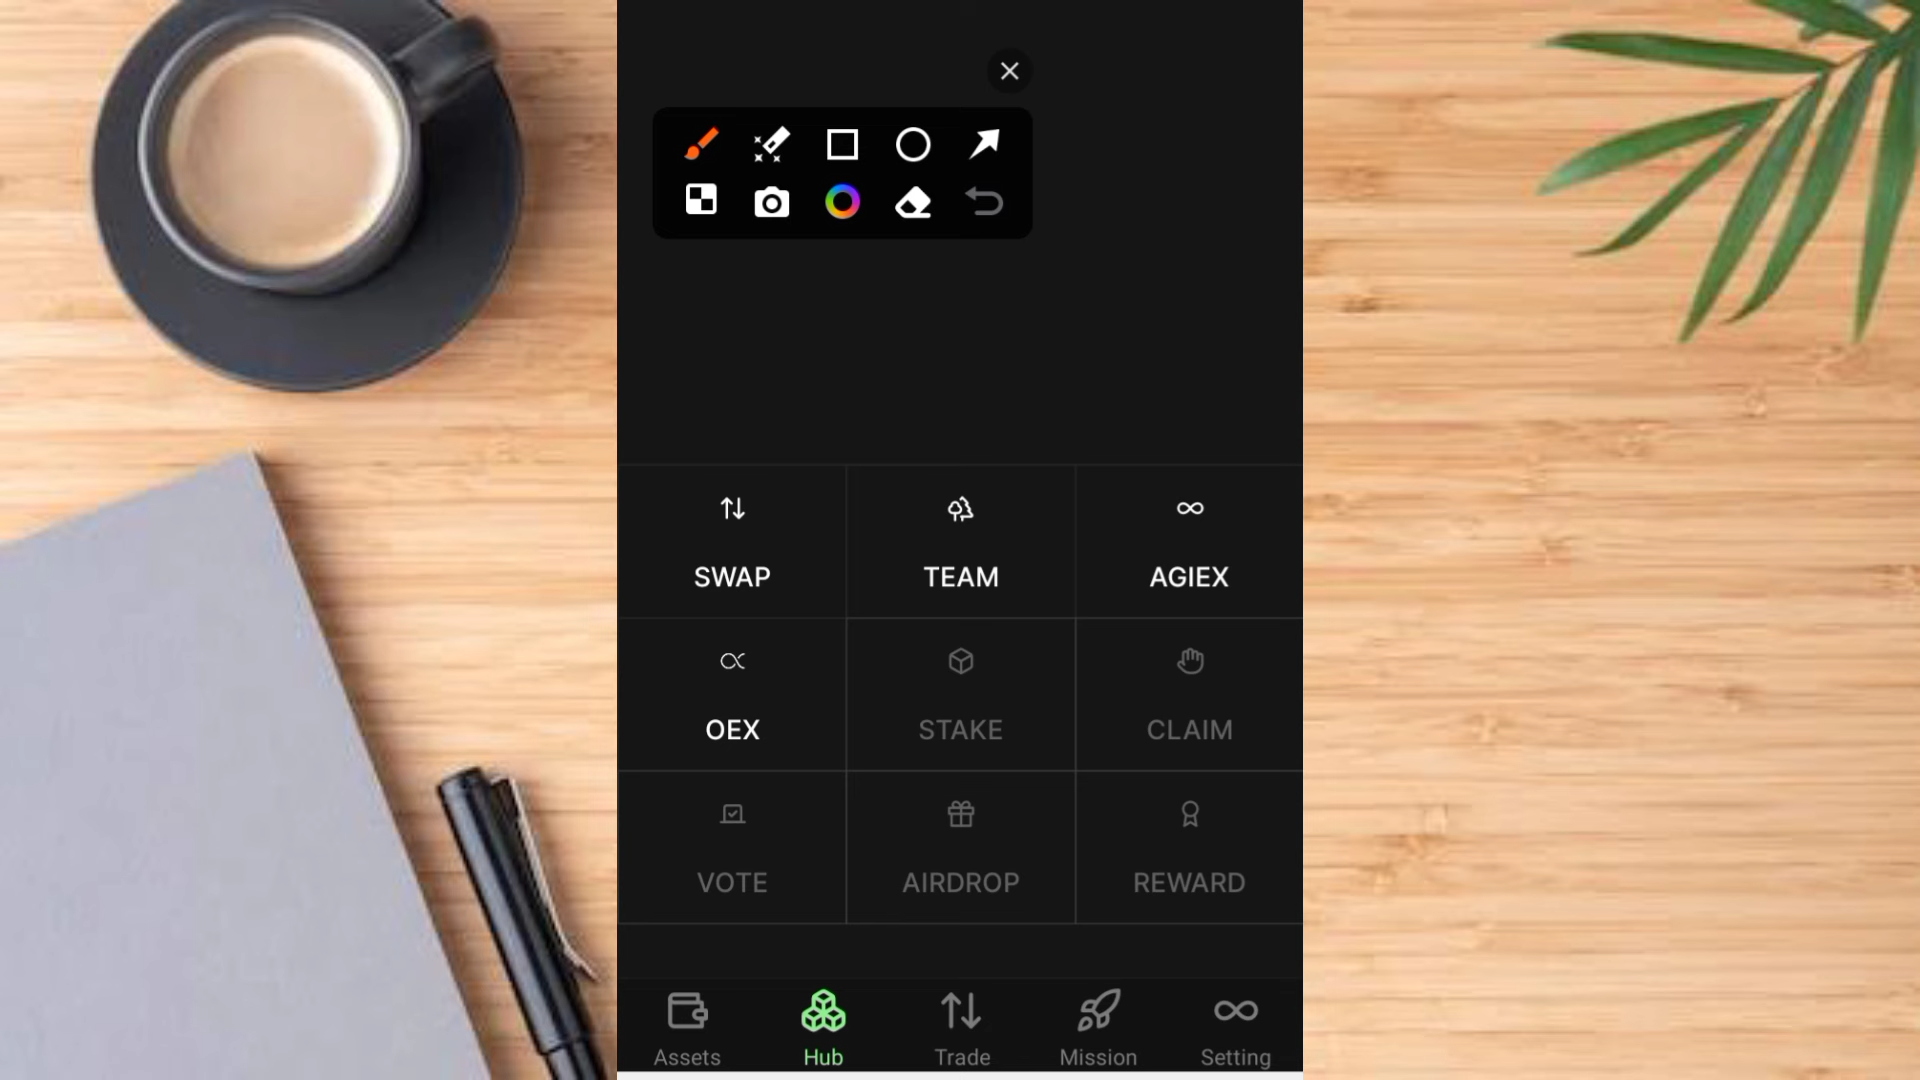 SWAP TEAM AGIEX
OEX STAKE CLAIM
VOTE AIRDROP REWARD
Assets Hub Trade Mission Setting